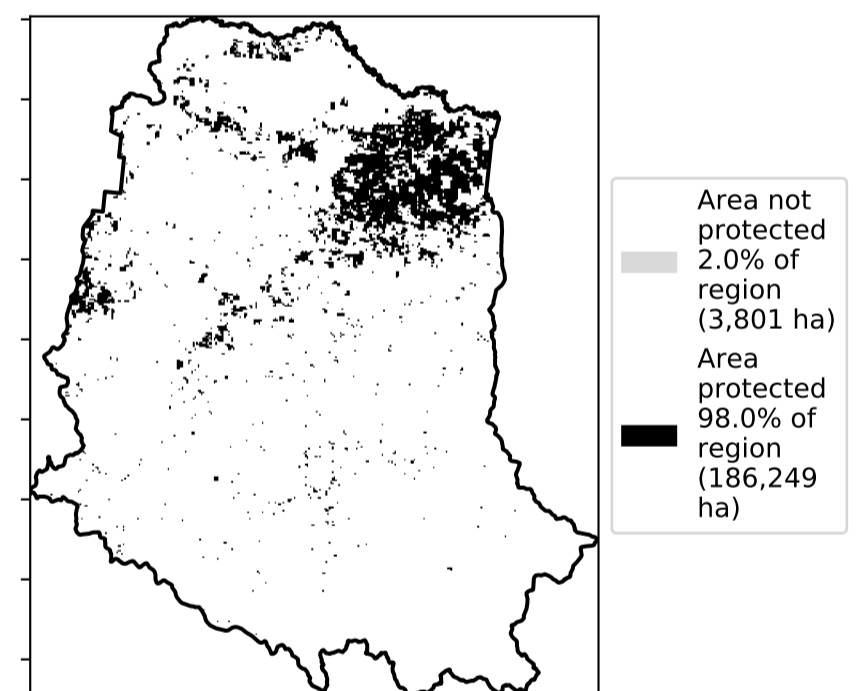 Area not
protected
2.0% of
region
(3,801 ha)
Area
protected
98.0% of
region
(186,249
ha)